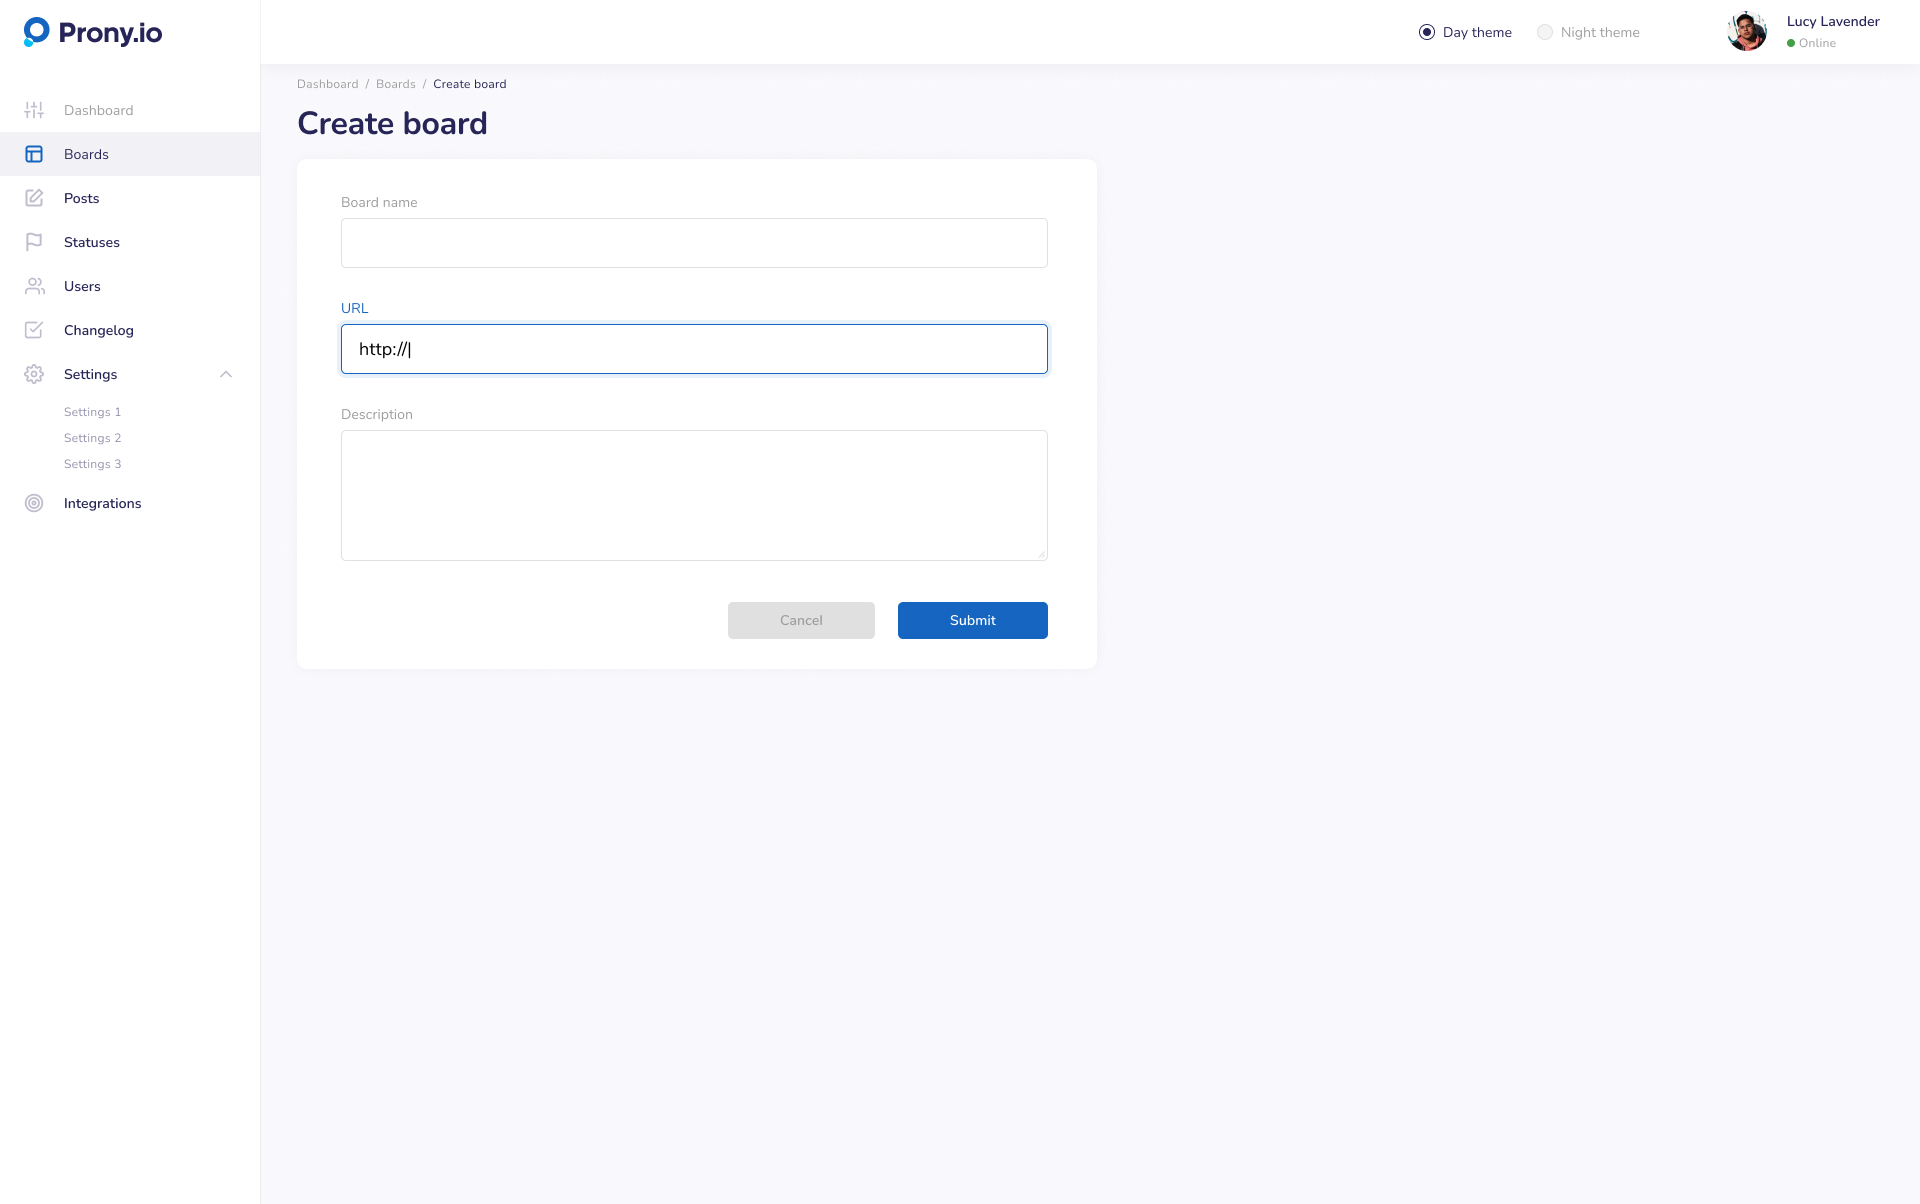 Prony.io
Day theme
Night theme
Lucy Lavender
Online
Dashboard
Boards
Posts
Statuses
Users
Changelog
Settings
Settings 1
Settings 2
Settings 3
Integrations
Dashboard / Boards / Create board
Create board
Board name
URL
http://
Description
Cancel
Submit